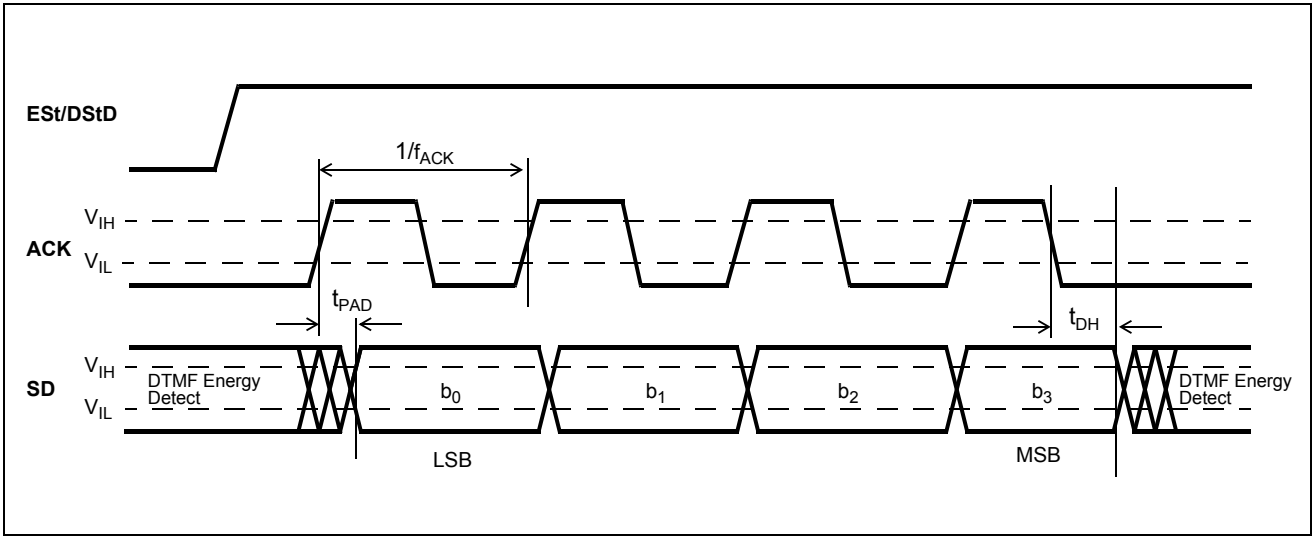 ESt/DStD
1/fACK
VIH
ACK
VIL
tPAD
tDH
VIH
SD
VIL
DTMF Energy
Detect
b0
b1
b2
b3
DTMF Energy
Detect
LSB
MSB